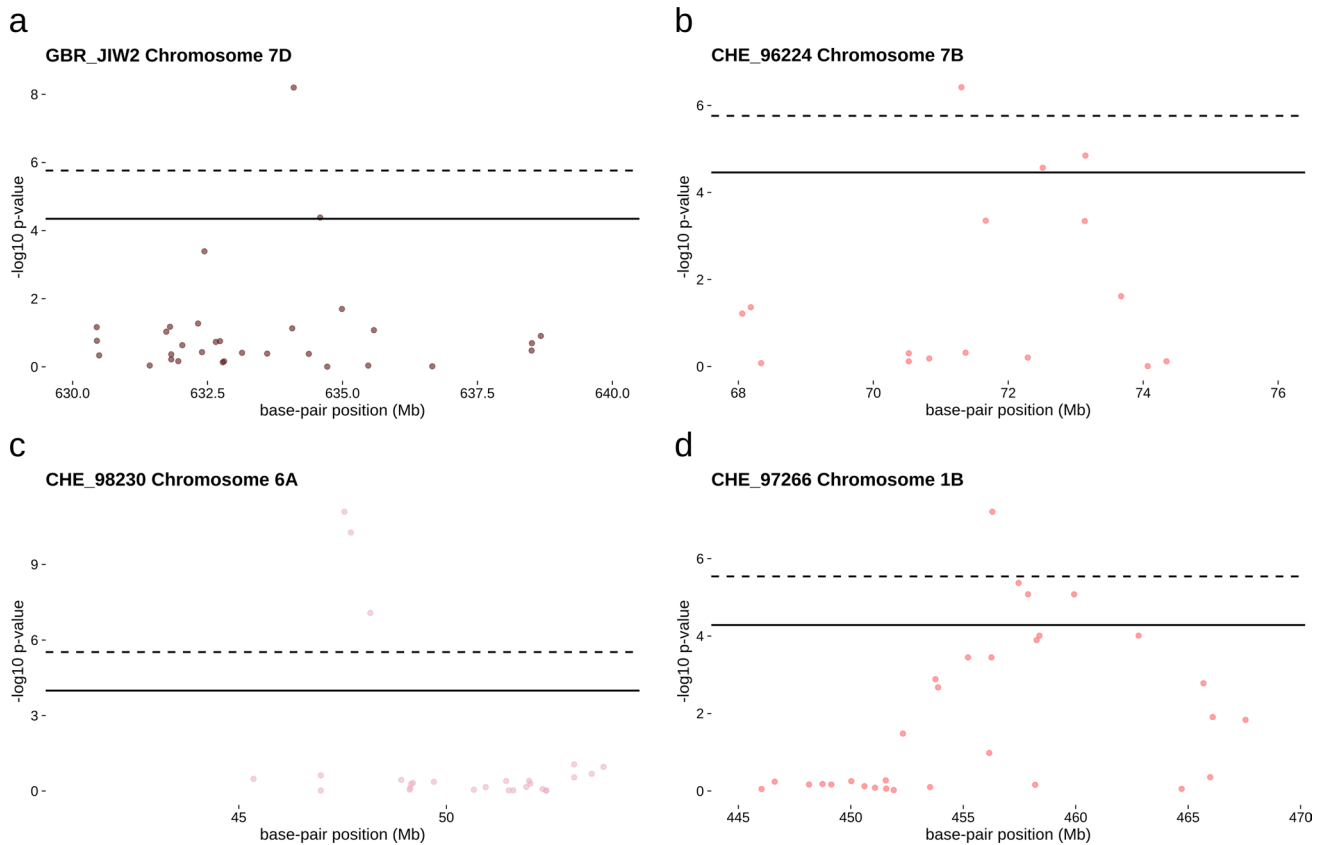 a
GBR_JIW2 Chromosome 7D
-log10 p-value
8
6
4
2
0
630.0 632.5 635.0 637.5 640.0
base-pair position (Mb)
b
CHE_96224 Chromosome 7B
-log10 p-value
6
4
2
0
68 70 72 74 76
base-pair position (Mb)
c
CHE_98230 Chromosome 6A
-log10 p-value
9
6
3
0
45 50
base-pair position (Mb)
d
CHE_97266 Chromosome 1B
-log10 p-value
6
4
2
0
445 450 455 460 465 470
base-pair position (Mb)